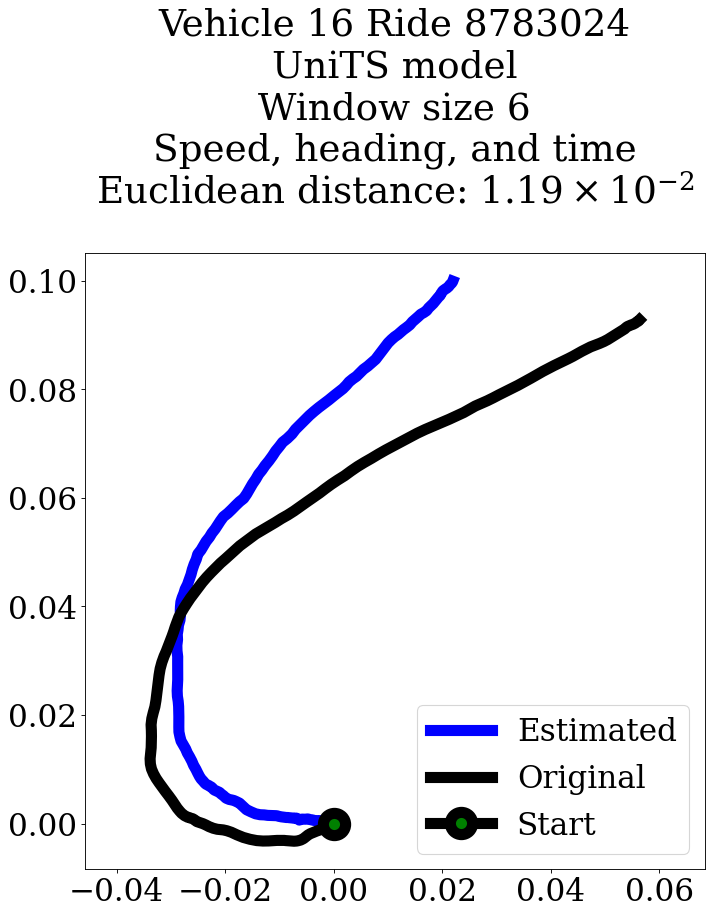 Vehicle 16 Ride 8783024
UniTS model
Window size 6
Speed, heading, and time
Euclidean distance: 1.19 × 10⁻²
0.10
0.08
0.06
0.04
0.02
0.00
Estimated
Original
Start
−0.04 −0.02 0.00 0.02 0.04 0.06